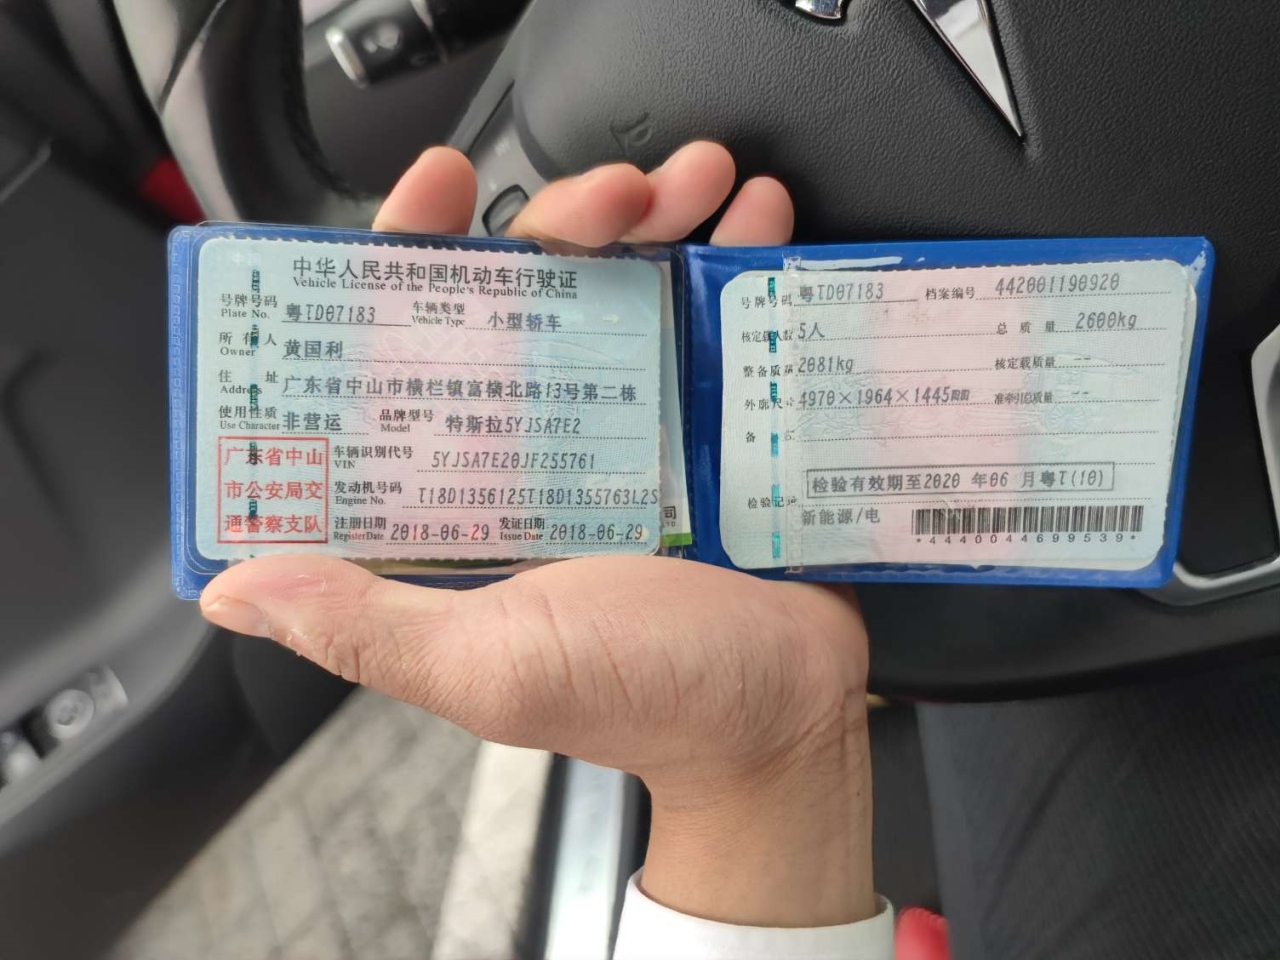 中华人民共和国机动车行驶证
Vehicle License of the People's Republic of China
号牌号码 粤TD07183 车辆类型 小型轿车
Plate No. Vehicle Type
所有人 黄国利
Owner
住址 广东省中山市横栏镇富横北路13号第二栋
Address
使用性质 非营运 品牌型号 特斯拉5YJSA7E2
Use Character Model
广东省中山
市公安局交
通警察支队
车辆识别代号 5YJSA7E20JF255761
VIN
发动机号码 T18D1356125T18D1355763L2S
Engine No.
注册日期 2018-06-29 发证日期 2018-06-29
Register Date Issue Date
司
LTD
号牌号码 粤TD07183 档案编号 442001190920
核定载人数 5人 总质量 2600kg
整备质量 2081kg 核定载质量 --
外廓尺寸 4970×1964×1445mm 准牵引总质量 --
备注
检验有效期至2020 年06 月粤T(10)
检验记录
新能源/电
*4440044699539*